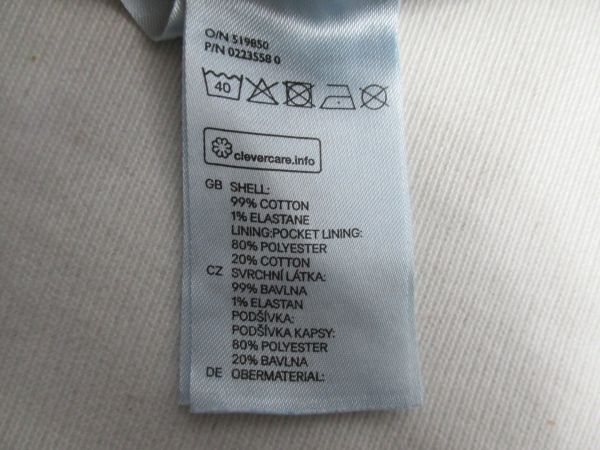 O/N 519850
P/N 0223558 0
40
clevercare.info
GB SHELL:
99% COTTON
1% ELASTANE
LINING:POCKET LINING:
80% POLYESTER
20% COTTON
CZ SVRCHNÍ LÁTKA:
99% BAVLNA
1% ELASTAN
PODŠÍVKA:
PODŠÍVKA KAPSY:
80% POLYESTER
20% BAVLNA
DE OBERMATERIAL: